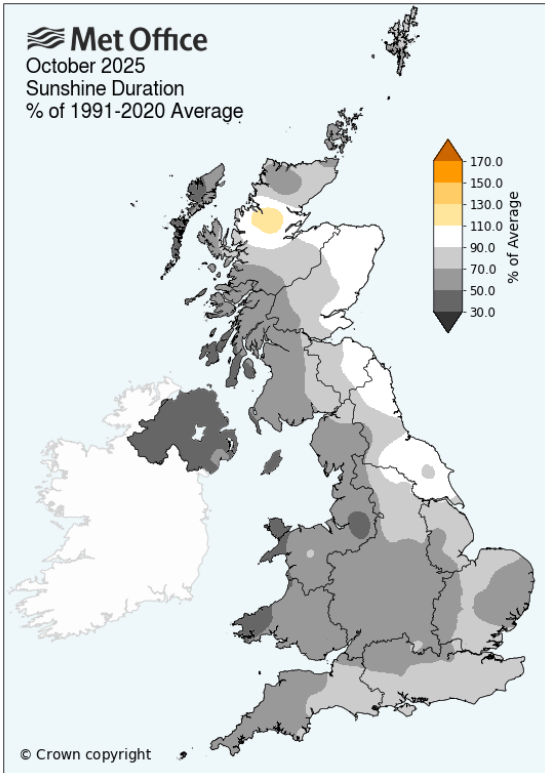 Met Office
October 2025
Sunshine Duration
% of 1991-2020 Average
170.0
150.0
130.0
110.0
90.0
70.0
50.0
30.0
% of Average
© Crown copyright